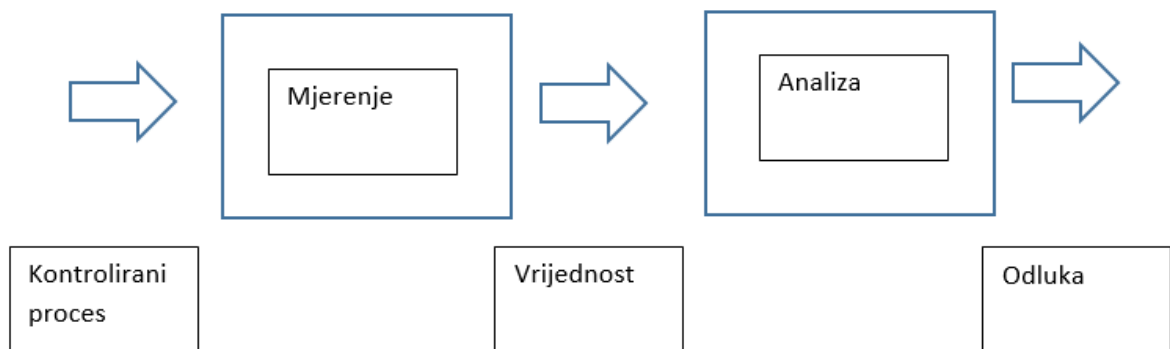 Mjerenje
Analiza
Kontrolirani
proces
Vrijednost
Odluka